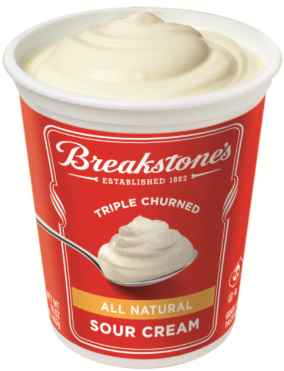 Breakstone's
ESTABLISHED 1882
TRIPLE CHURNED
ALL NATURAL
SOUR CREAM